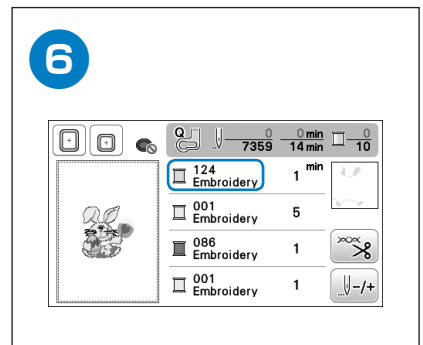 6
Q 0 0 min 0
7359 14 min 10
124 min
Embroidery 1
001
Embroidery 5
086
Embroidery 1
001
Embroidery 1
-/+